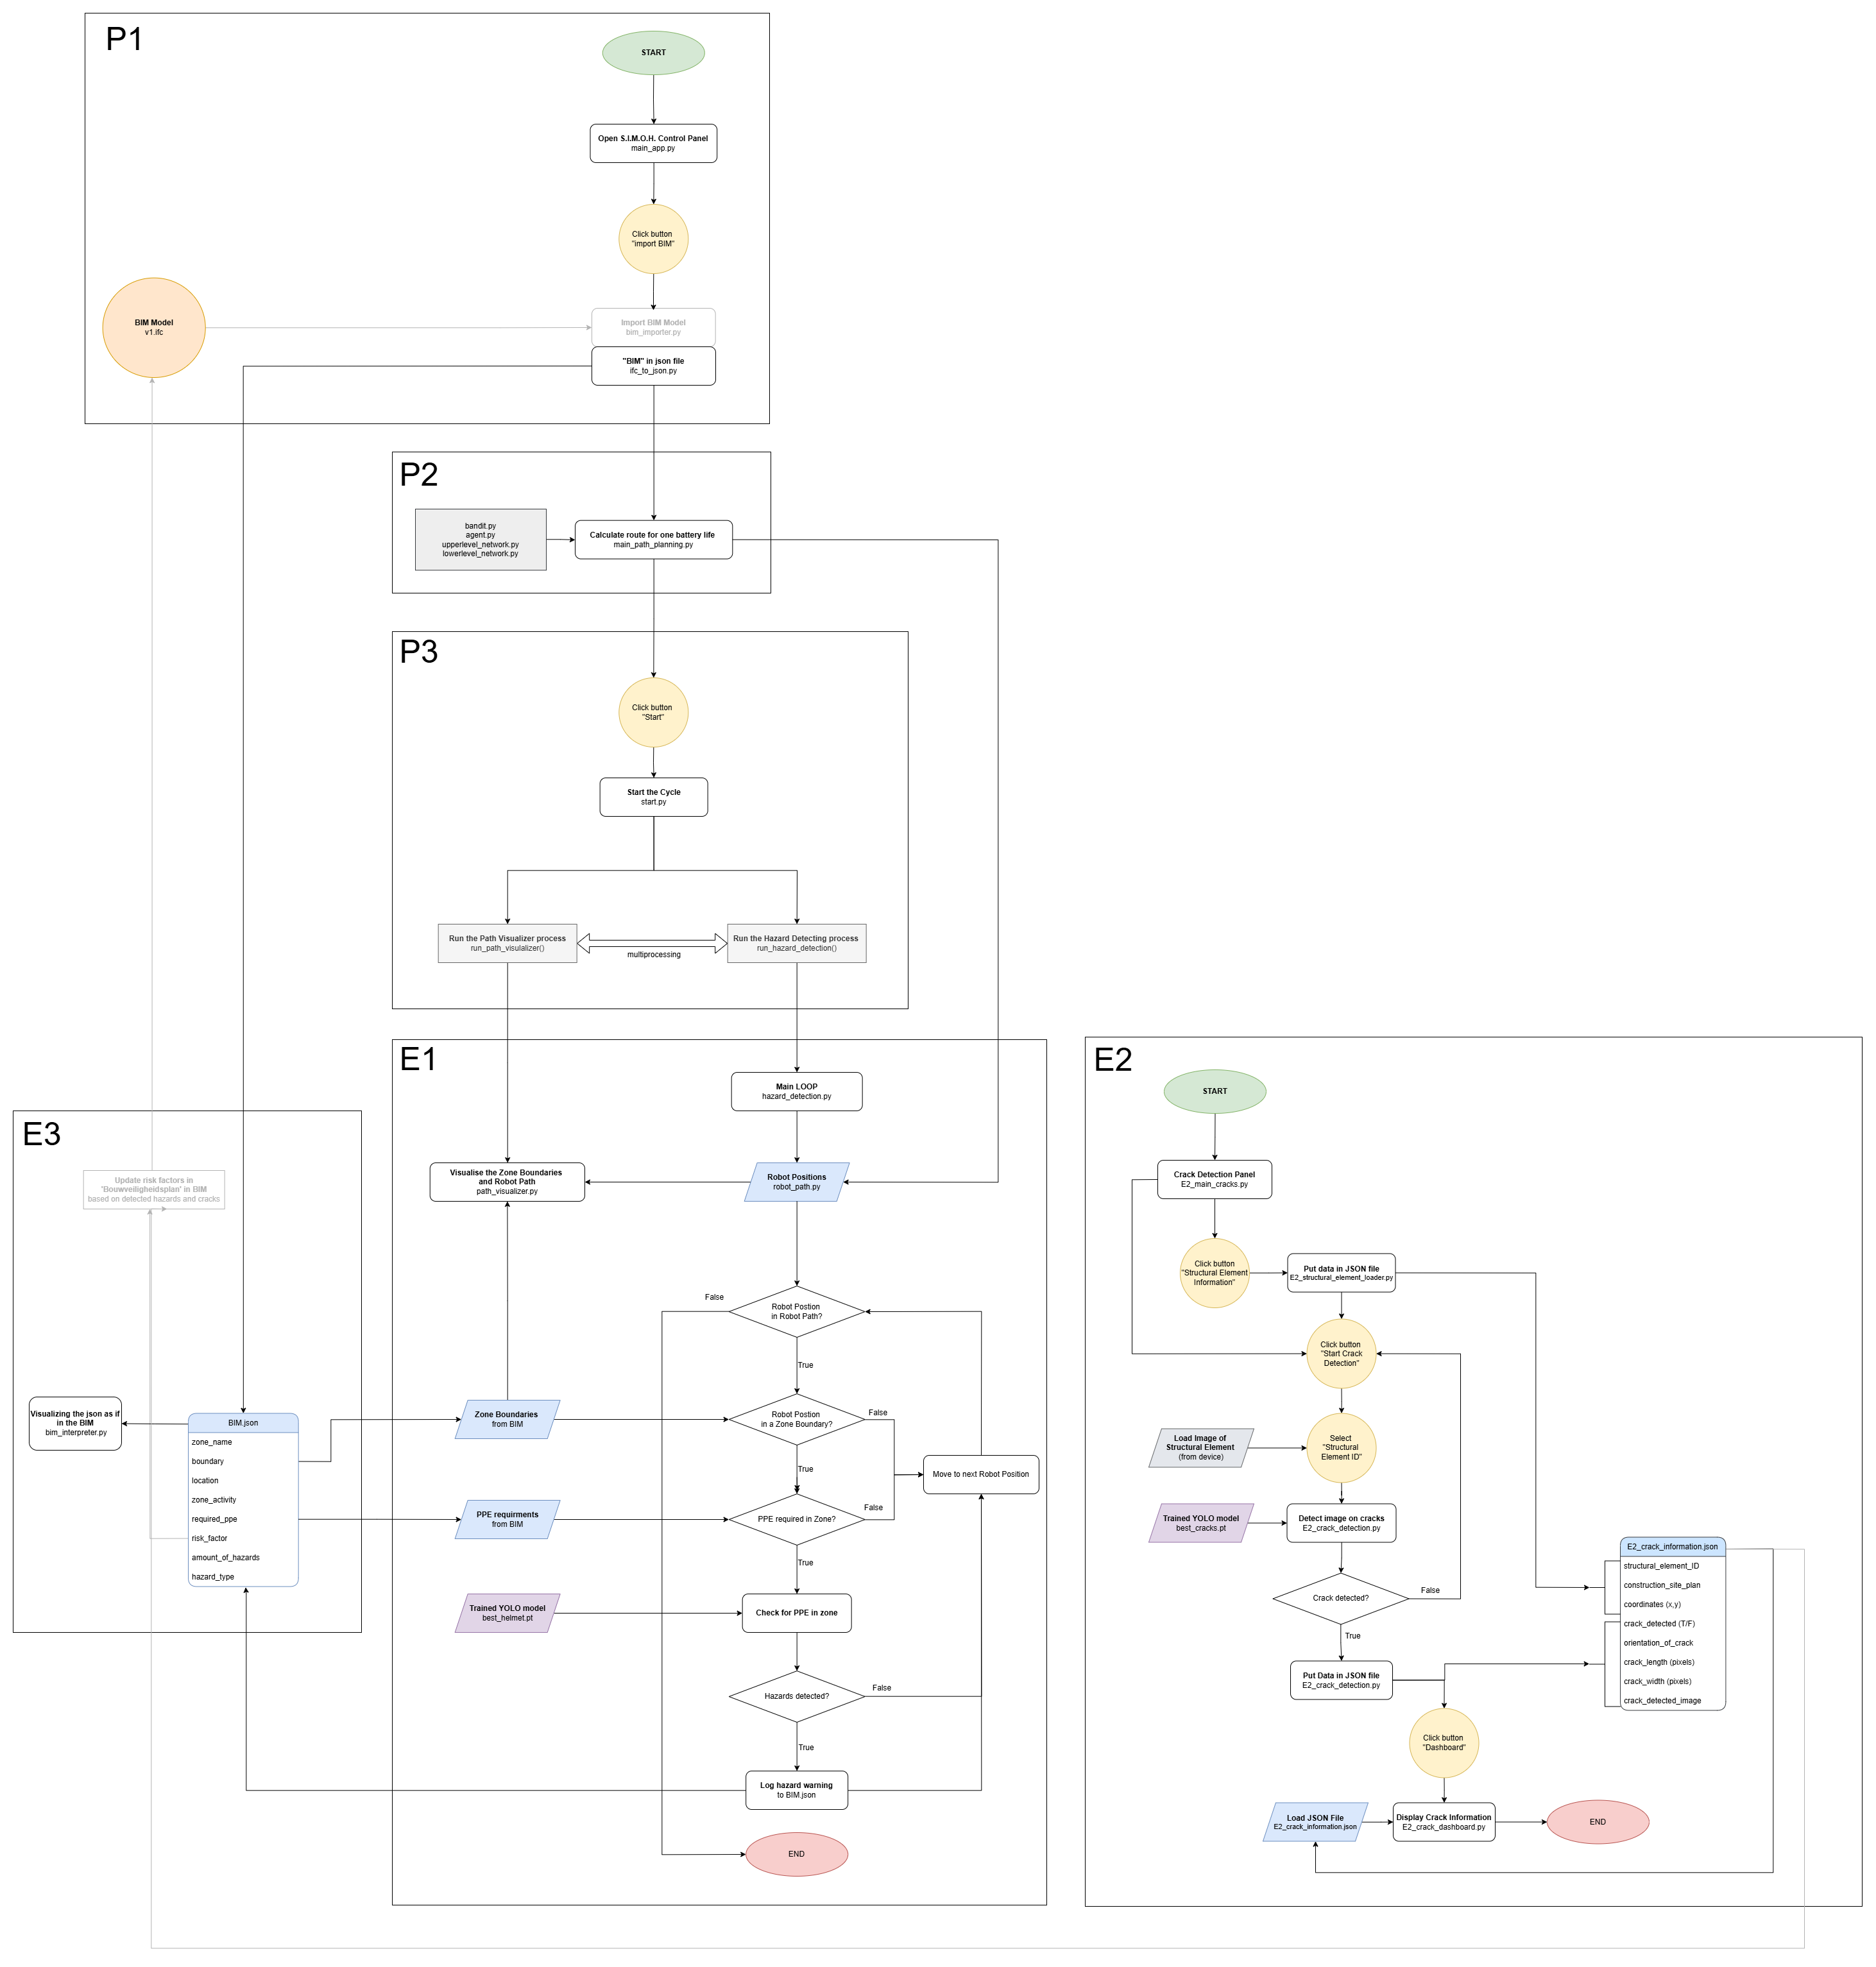 P1
START
Open S.I.M.O.H. Control Panel
main_app.py
Click button
"import BIM"
BIM Model
v1.ifc
Import BIM Model
bim_importer.py
"BIM" in json file
ifc_to_json.py
P2
bandit.py
agent.py
upperlevel_network.py
lowerlevel_network.py
Calculate route for one battery life
main_path_planning.py
P3
Click button
"Start"
Start the Cycle
start.py
Run the Path Visualizer process
run_path_visulalizer()
multiprocessing
Run the Hazard Detecting process
run_hazard_detection()
E1
Main LOOP
hazard_detection.py
Visualise the Zone Boundaries
and Robot Path
path_visualizer.py
Robot Positions
robot_path.py
False
Robot Postion
in Robot Path?
True
Zone Boundaries
from BIM
Robot Postion
in a Zone Boundary?
False
True
Move to next Robot Position
PPE requirments
from BIM
PPE required in Zone?
False
True
Trained YOLO model
best_helmet.pt
Check for PPE in zone
Hazards detected?
False
True
Log hazard warning
to BIM.json
END
E3
Update risk factors in
'Bouwveiligheidsplan' in BIM
based on detected hazards and cracks
Visualizing the json as if
in the BIM
bim_interpreter.py
BIM.json
zone_name
boundary
location
zone_activity
required_ppe
risk_factor
amount_of_hazards
hazard_type
E2
START
Crack Detection Panel
E2_main_cracks.py
Click button
"Structural Element
Information"
Put data in JSON file
E2_structural_element_loader.py
Click button
"Start Crack
Detection"
Load Image of
Structural Element
(from device)
Select
"Structural
Element ID"
Trained YOLO model
best_cracks.pt
Detect image on cracks
E2_crack_detection.py
Crack detected?
False
True
Put Data in JSON file
E2_crack_detection.py
E2_crack_information.json
structural_element_ID
construction_site_plan
coordinates (x,y)
crack_detected (T/F)
orientation_of_crack
crack_length (pixels)
crack_width (pixels)
crack_detected_image
Click button
"Dashboard"
Load JSON File
E2_crack_information.json
Display Crack Information
E2_crack_dashboard.py
END